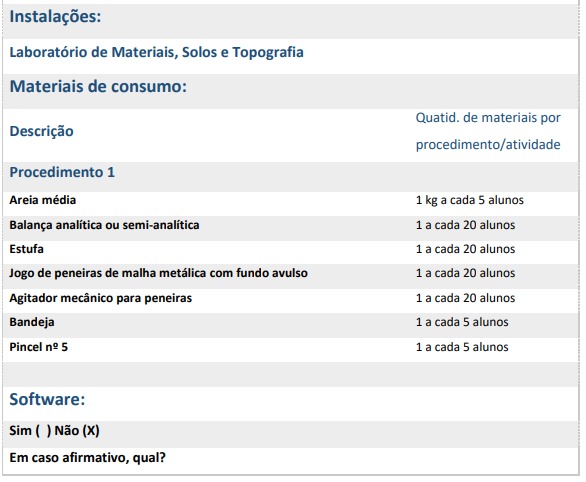 Instalações:
Laboratório de Materiais, Solos e Topografia
Materiais de consumo:
Descrição
Quatid. de materiais por
procedimento/atividade
Procedimento 1
Areia média 1 kg a cada 5 alunos
Balança analítica ou semi-analítica 1 a cada 20 alunos
Estufa 1 a cada 20 alunos
Jogo de peneiras de malha metálica com fundo avulso 1 a cada 20 alunos
Agitador mecânico para peneiras 1 a cada 20 alunos
Bandeja 1 a cada 5 alunos
Pincel nº 5 1 a cada 5 alunos
Software:
Sim ( ) Não (X)
Em caso afirmativo, qual?